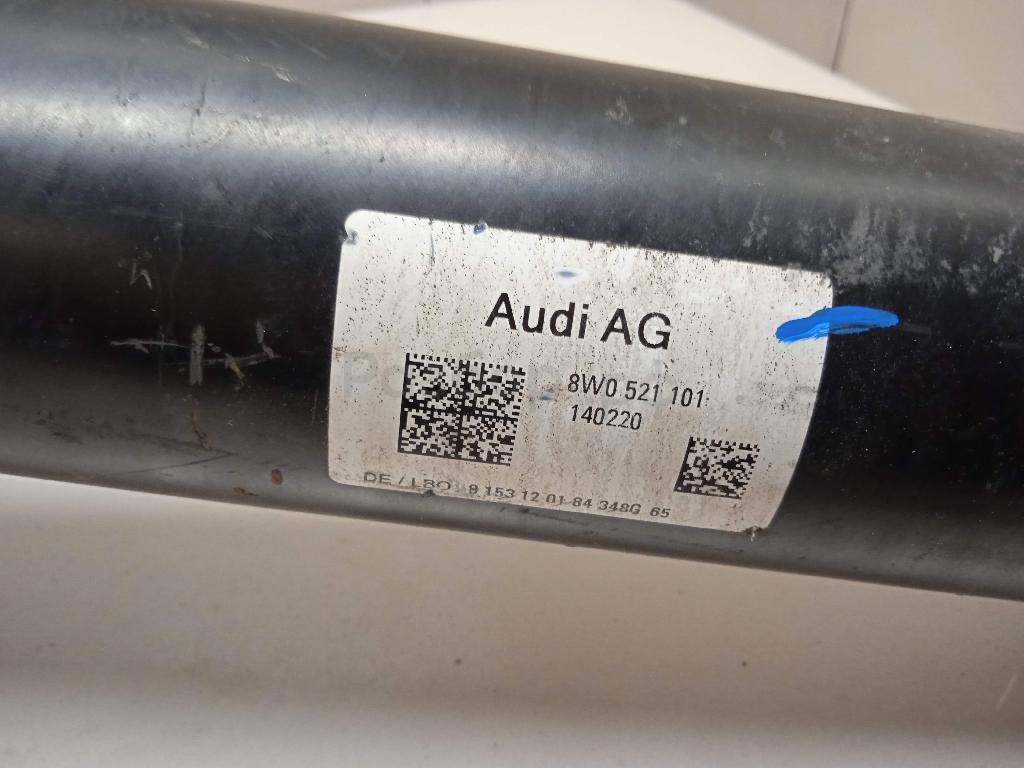 Audi AG
8W0 521 101
140220
DE / LBO 8 153 12 01 84 348G 65